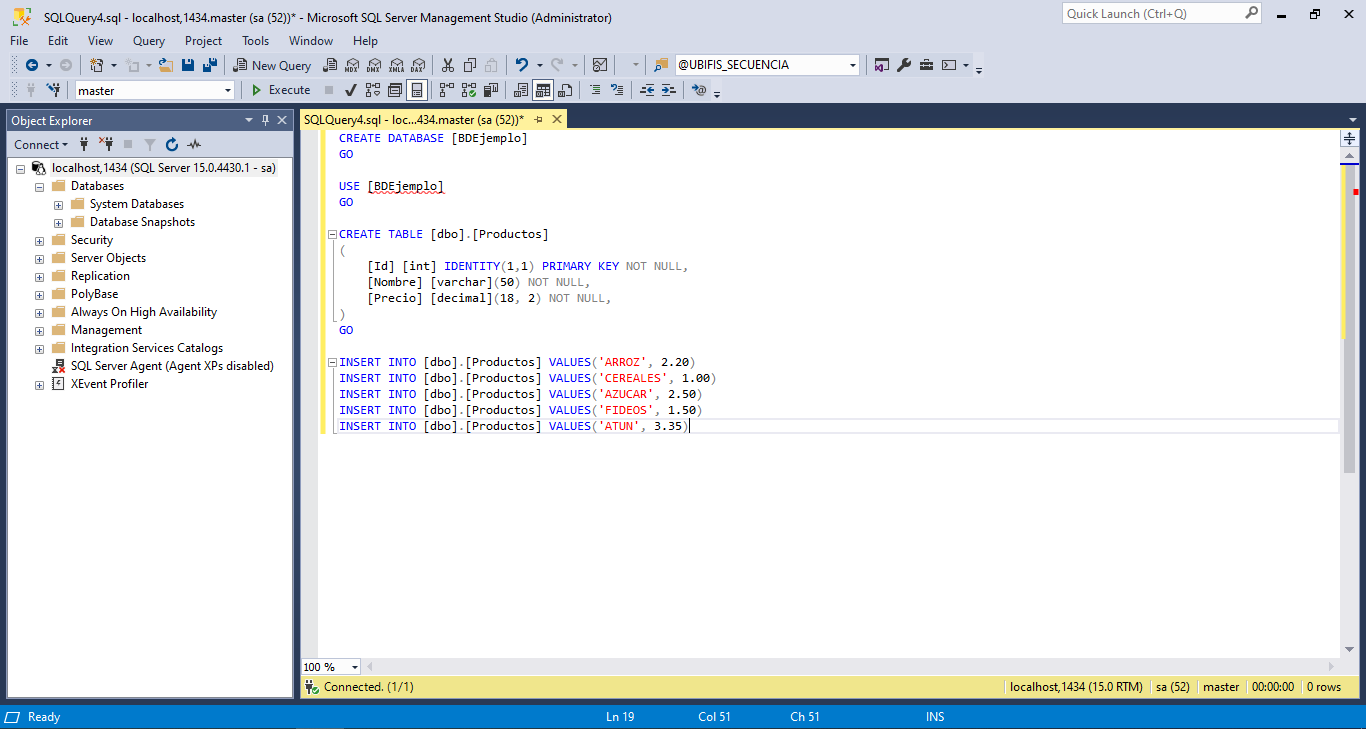 SQLQuery4.sql - localhost,1434.master (sa (52))* - Microsoft SQL Server Management Studio (Administrator)
Quick Launch (Ctrl+Q)
File Edit View Query Project Tools Window Help
New Query MDX DMX XMLA DAX @UBIFIS_SECUENCIA
master Execute
Object Explorer
Connect
localhost,1434 (SQL Server 15.0.4430.1 - sa)
Databases
System Databases
Database Snapshots
Security
Server Objects
Replication
PolyBase
Always On High Availability
Management
Integration Services Catalogs
SQL Server Agent (Agent XPs disabled)
XEvent Profiler
SQLQuery4.sql - loc...434.master (sa (52))*
CREATE DATABASE [BDEjemplo]
GO
USE [BDEjemplo]
GO
CREATE TABLE [dbo].[Productos]
(
[Id] [int] IDENTITY(1,1) PRIMARY KEY NOT NULL,
[Nombre] [varchar](50) NOT NULL,
[Precio] [decimal](18, 2) NOT NULL,
)
GO
INSERT INTO [dbo].[Productos] VALUES('ARROZ', 2.20)
INSERT INTO [dbo].[Productos] VALUES('CEREALES', 1.00)
INSERT INTO [dbo].[Productos] VALUES('AZUCAR', 2.50)
INSERT INTO [dbo].[Productos] VALUES('FIDEOS', 1.50)
INSERT INTO [dbo].[Productos] VALUES('ATUN', 3.35)
100 %
Connected. (1/1) localhost,1434 (15.0 RTM) sa (52) master 00:00:00 0 rows
Ready Ln 19 Col 51 Ch 51 INS